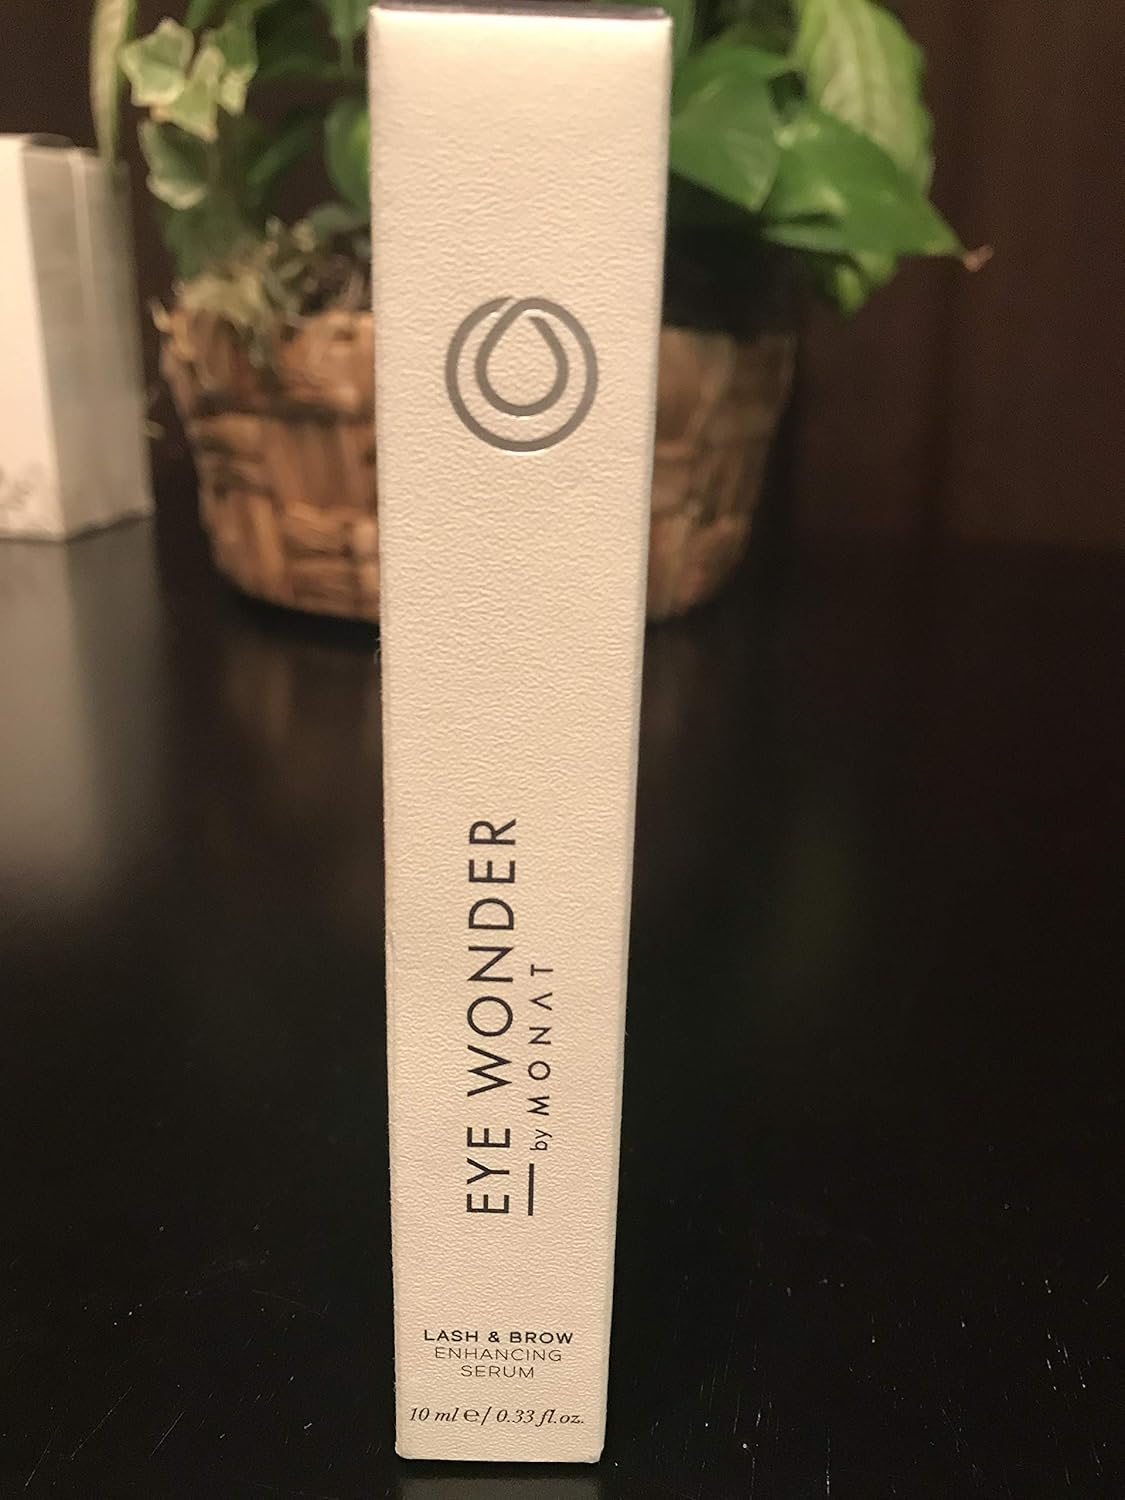 EYE WONDER
by MONAT
LASH & BROW
ENHANCING
SERUM
10 ml ℮/ 0.33 fl.oz.